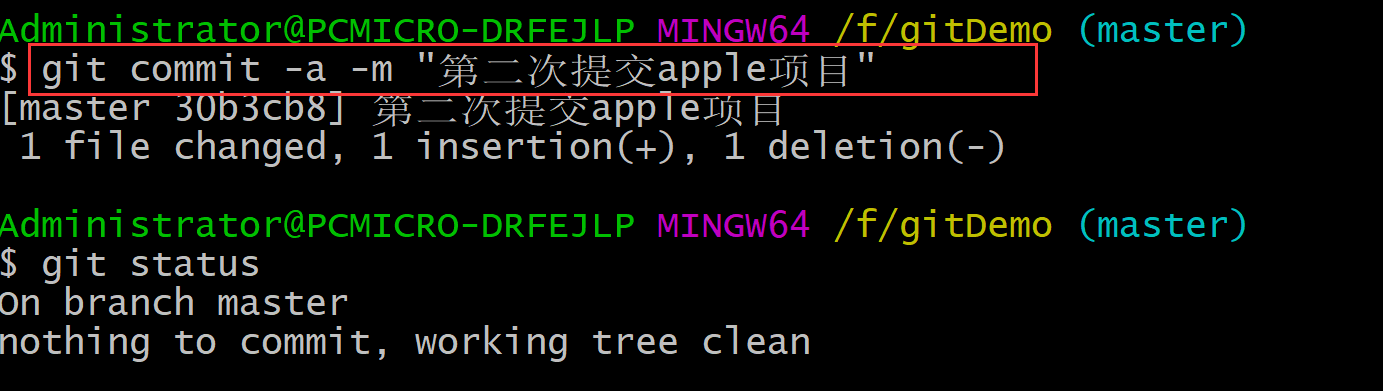 Administrator@PCMICRO-DRFEJLP MINGW64 /f/gitDemo (master)
$ git commit -a -m "第二次提交apple项目"
[master 30b3cb8] 第二次提交apple项目
 1 file changed, 1 insertion(+), 1 deletion(-)

Administrator@PCMICRO-DRFEJLP MINGW64 /f/gitDemo (master)
$ git status
On branch master
nothing to commit, working tree clean